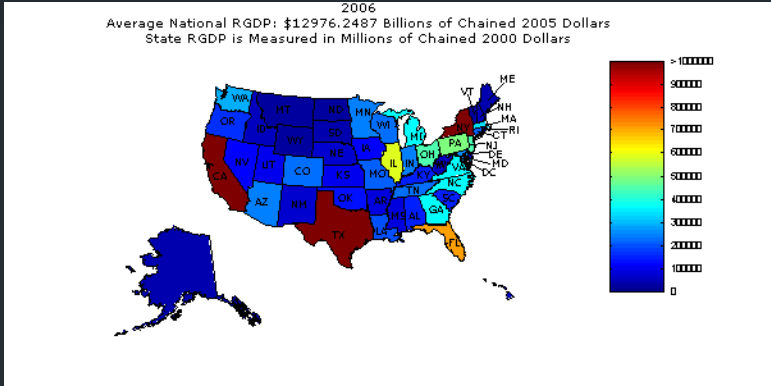 2006
Average National RGDP: $12976.2487 Billions of Chained 2005 Dollars
State RGDP is Measured in Millions of Chained 2000 Dollars
>1000000
900000
800000
700000
600000
500000
400000
300000
200000
100000
0
ME
VT
NH
MA
RI
CT
NJ
DE
MD
DC
WA
MT
ND
MN
OR
ID
SD
WI
MI
NY
WY
PA
IA
NE
OH
NV
UT
IL
IN
CO
CA
KS
MO
KY
VA
NC
TN
OK
AZ
NM
AR
SC
MS
AL
GA
TX
LA
FL